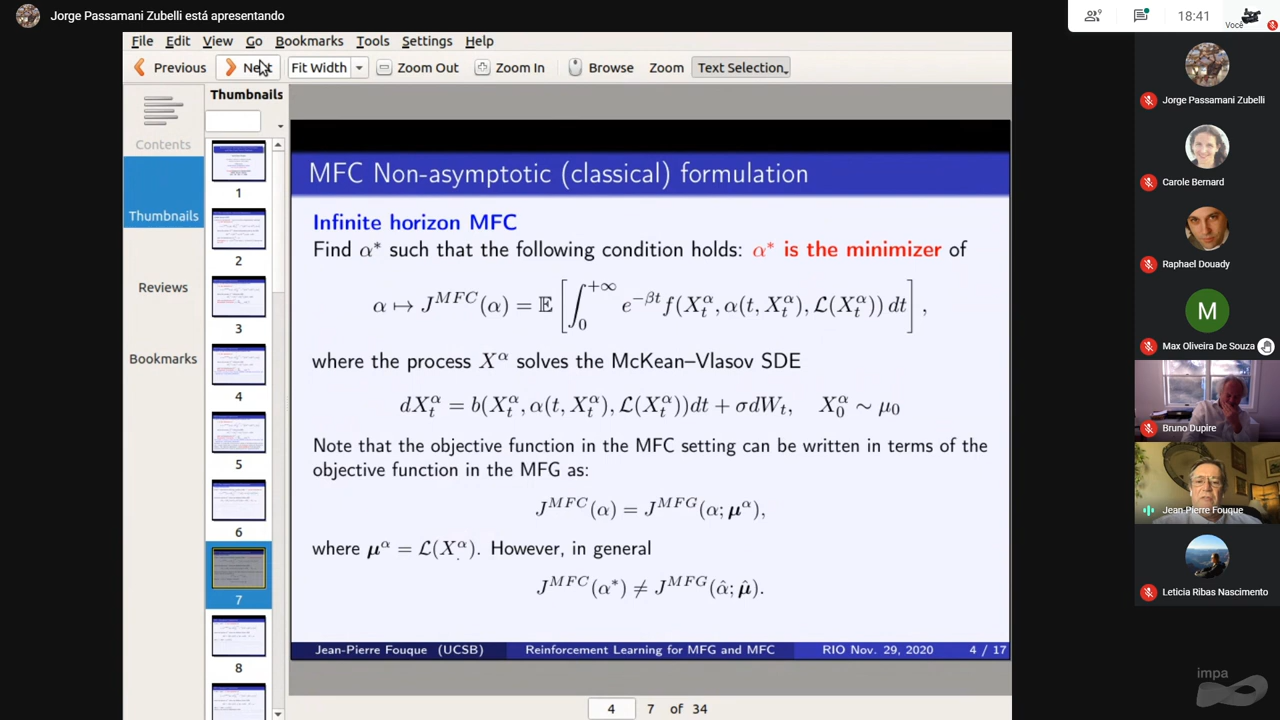 Jorge Passamani Zubelli está apresentando
9
18:41
Você
File Edit View Go Bookmarks Tools Settings Help
Previous Next Fit Width Zoom Out Zoom In Browse Zoom Text Selection
Contents
Thumbnails
Reviews
Bookmarks
Thumbnails
1
2
3
4
5
6
7
8
MFC Non-asymptotic (classical) formulation
Infinite horizon MFC
Find α* such that the following condition holds: α* is the minimizer of
α ↦ J^{MFC}(α) = 𝔼 [ ∫_0^{+∞} e^{−βt} f(X_t^α, α(t, X_t^α), ℒ(X_t^α)) dt ],
where the process X^α solves the McKean–Vlasov SDE
dX_t^α = b(X_t^α, α(t, X_t^α), ℒ(X_t^α))dt + σdW_t, X_0^α ∼ μ_0
Note that the objective function in the MFC setting can be written in terms of the
objective function in the MFG as:
J^{MFC}(α) = J^{MFG}(α; μ^α),
where μ^α = ℒ(X_.^α). However, in general
J^{MFC}(α*) ≠ J^{MFG}(α̂; μ̂).
Jean-Pierre Fouque (UCSB) Reinforcement Learning for MFG and MFC RIO Nov. 29, 2020 4 / 17
4 7 of 34
Jorge Passamani Zubelli
Carole Bernard
Raphael Douady
M
Max Oliveira De Souza
Bruno Dupire
Jean-Pierre Fouque
Leticia Ribas Nascimento
impa